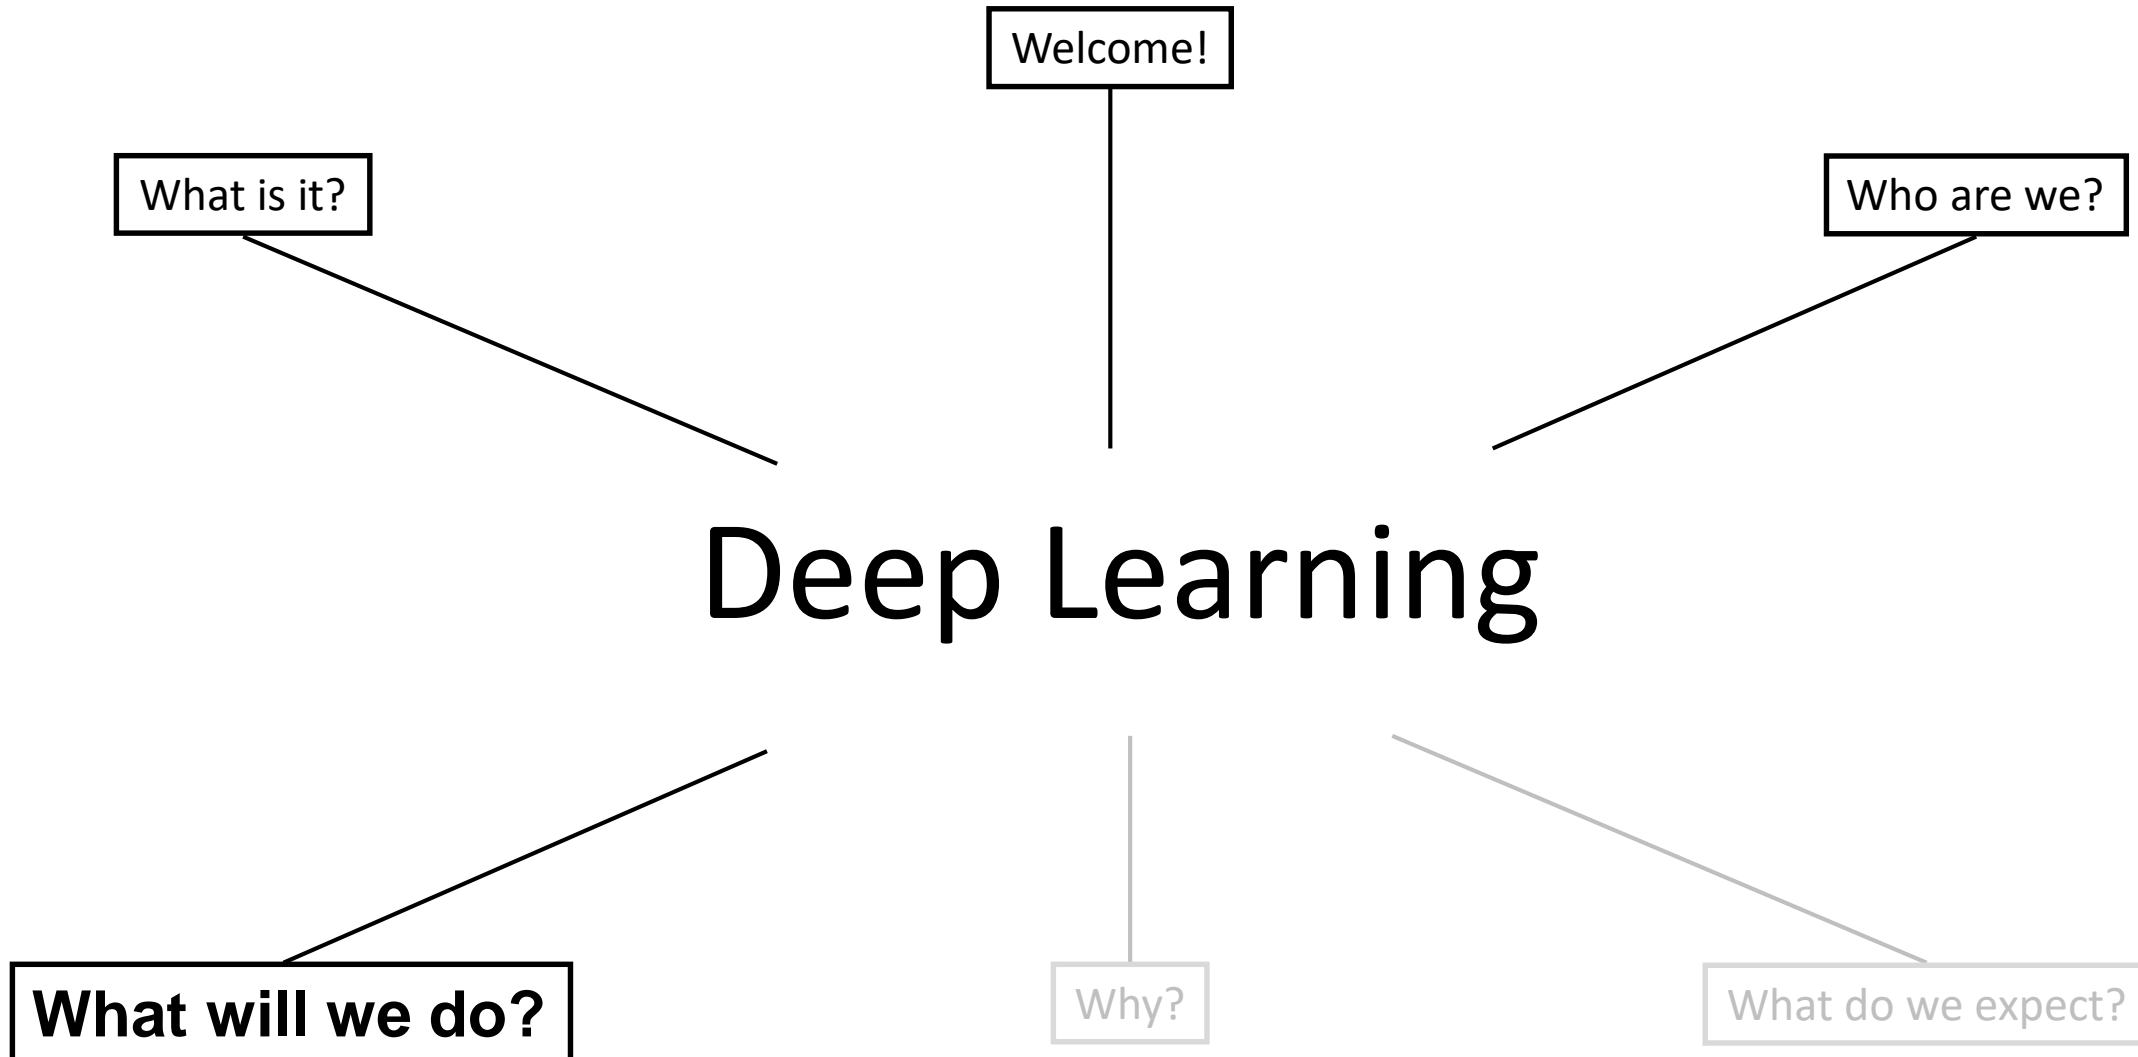 Welcome!
What is it?
Who are we?
Deep Learning
What will we do?
Why?
What do we expect?